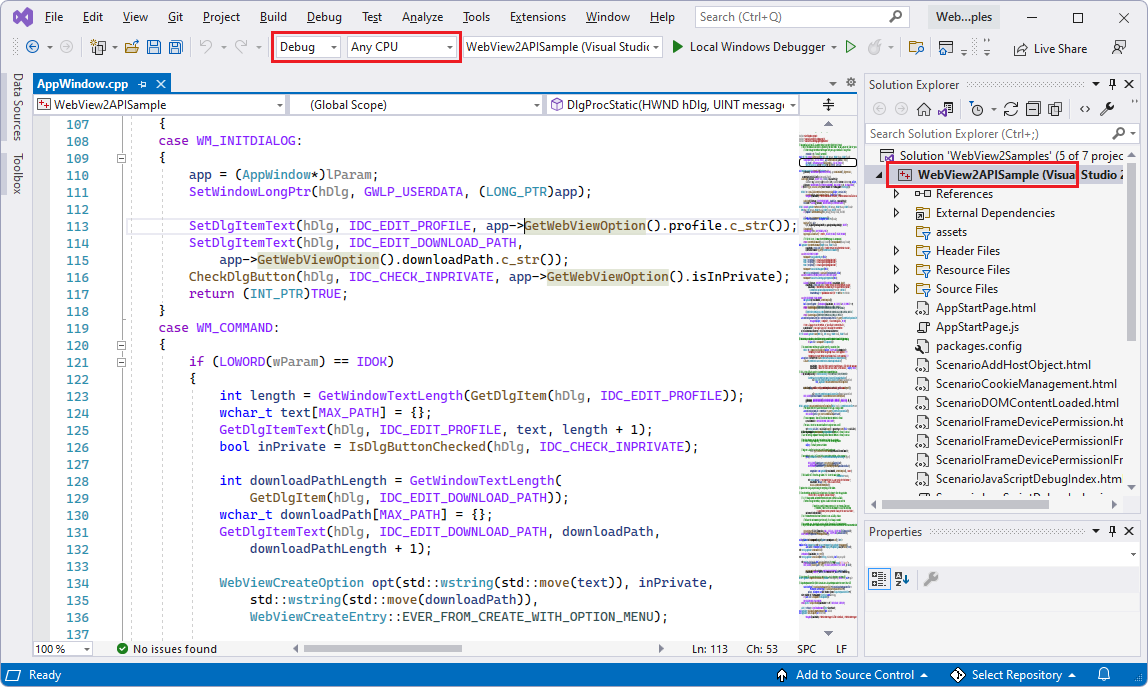 File Edit View Git Project Build Debug Test Analyze Tools Extensions Window Help Search (Ctrl+Q) Web...ples
Debug Any CPU WebView2APISample (Visual Studio Local Windows Debugger Live Share
Data Sources
Toolbox
AppWindow.cpp
WebView2APISample (Global Scope) DlgProcStatic(HWND hDlg, UINT message
107 {
108 case WM_INITDIALOG:
109 {
110 app = (AppWindow*)lParam;
111 SetWindowLongPtr(hDlg, GWLP_USERDATA, (LONG_PTR)app);
112
113 SetDlgItemText(hDlg, IDC_EDIT_PROFILE, app->GetWebViewOption().profile.c_str());
114 SetDlgItemText(hDlg, IDC_EDIT_DOWNLOAD_PATH,
115 app->GetWebViewOption().downloadPath.c_str());
116 CheckDlgButton(hDlg, IDC_CHECK_INPRIVATE, app->GetWebViewOption().isInPrivate);
117 return (INT_PTR)TRUE;
118 }
119 case WM_COMMAND:
120 {
121 if (LOWORD(wParam) == IDOK)
122 {
123 int length = GetWindowTextLength(GetDlgItem(hDlg, IDC_EDIT_PROFILE));
124 wchar_t text[MAX_PATH] = {};
125 GetDlgItemText(hDlg, IDC_EDIT_PROFILE, text, length + 1);
126 bool inPrivate = IsDlgButtonChecked(hDlg, IDC_CHECK_INPRIVATE);
127
128 int downloadPathLength = GetWindowTextLength(
129 GetDlgItem(hDlg, IDC_EDIT_DOWNLOAD_PATH));
130 wchar_t downloadPath[MAX_PATH] = {};
131 GetDlgItemText(hDlg, IDC_EDIT_DOWNLOAD_PATH, downloadPath,
132 downloadPathLength + 1);
133
134 WebViewCreateOption opt(std::wstring(std::move(text)), inPrivate,
135 std::wstring(std::move(downloadPath)),
136 WebViewCreateEntry::EVER_FROM_CREATE_WITH_OPTION_MENU);
137
100 % No issues found Ln: 113 Ch: 53 SPC LF
Solution Explorer
Search Solution Explorer (Ctrl+;)
Solution 'WebView2Samples' (5 of 7 projec
WebView2APISample (Visual Studio 2
References
External Dependencies
assets
Header Files
Resource Files
Source Files
AppStartPage.html
AppStartPage.js
packages.config
ScenarioAddHostObject.html
ScenarioCookieManagement.html
ScenarioDOMContentLoaded.html
ScenarioIFrameDevicePermission.ht
ScenarioIFrameDevicePermissionIFr
ScenarioIFrameDevicePermissionIFr
ScenarioJavaScriptDebugIndex.htm
Properties
Ready Add to Source Control Select Repository